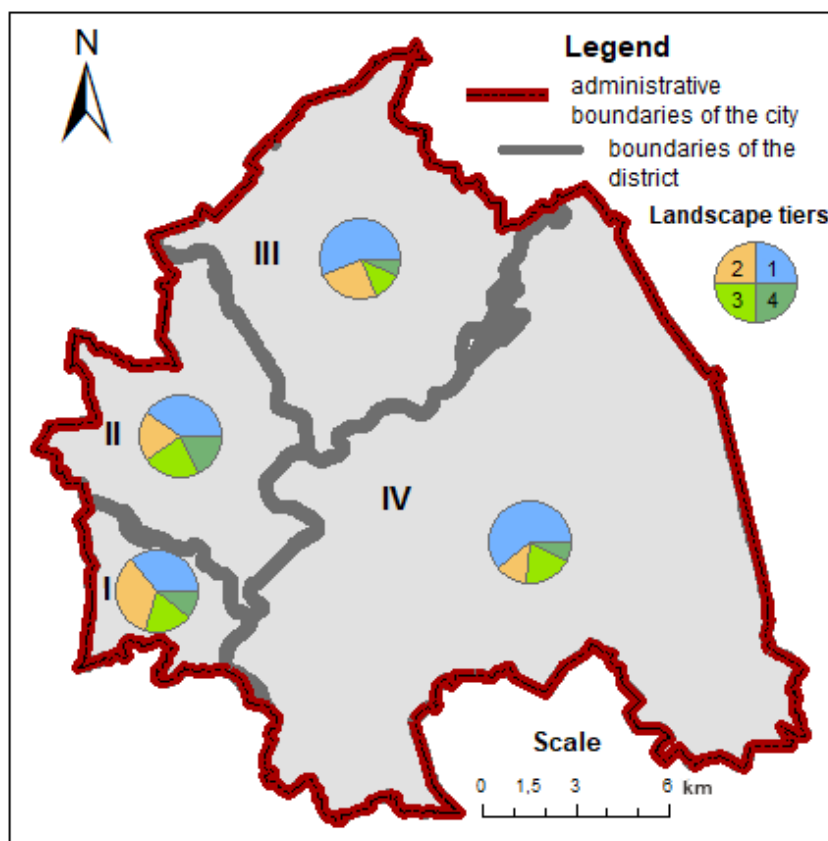 N
Legend
administrative
boundaries of the city
boundaries of the
district
Landscape tiers
2 1
3 4
III
II
IV
I
Scale
0 1,5 3 6 km